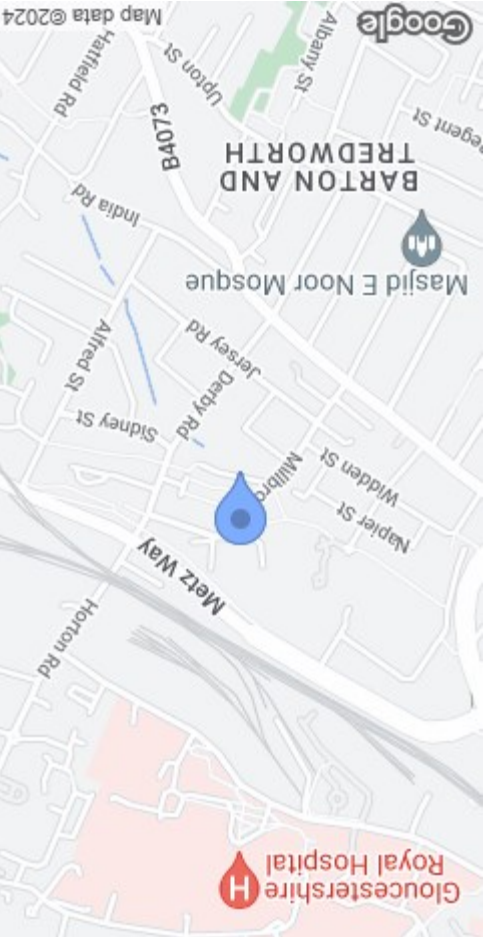 Gloucestershire
Royal Hospital
Horton Rd
Metz Way
Napier St
Widden St
Millbro
Sidney St
Derby Rd
Jersey Rd
Alfred St
Masjid E Noor Mosque
India Rd
BARTON AND
TREDWORTH
B4073
Regent St
Upton St
Albany St
Hatfield Rd
Google
Map data ©2024